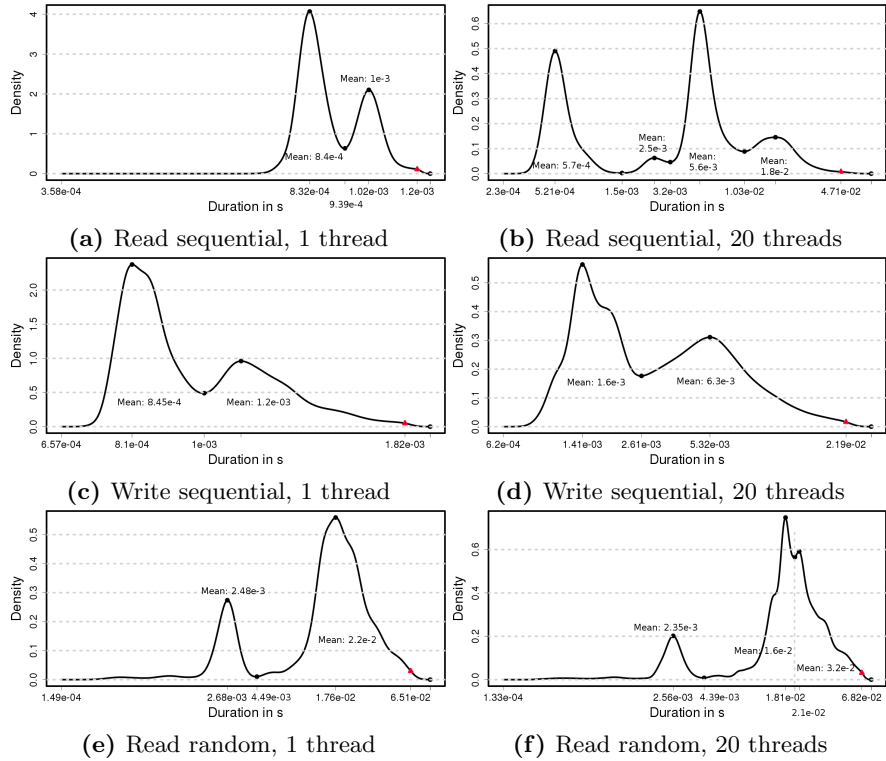 Density
4
3
2
1
0
Mean: 1e-3
Mean: 8.4e-4
3.58e-04 8.32e-04 1.02e-03 1.2e-03
9.39e-4
Duration in s
(a) Read sequential, 1 thread
Density
0.6
0.5
0.4
0.3
0.2
0.1
0.0
Mean:
2.5e-3
Mean: 5.7e-4
Mean:
5.6e-3
Mean:
1.8e-2
2.3e-04 5.21e-04 1.5e-03 3.2e-03 1.03e-02 4.71e-02
Duration in s
(b) Read sequential, 20 threads
Density
2.0
1.5
1.0
0.5
0.0
Mean: 8.45e-4 Mean: 1.2e-03
6.57e-04 8.1e-04 1e-03 1.82e-03
Duration in s
(c) Write sequential, 1 thread
Density
0.5
0.4
0.3
0.2
0.1
0.0
Mean: 1.6e-3 Mean: 6.3e-3
6.2e-04 1.41e-03 2.61e-03 5.32e-03 2.19e-02
Duration in s
(d) Write sequential, 20 threads
Density
0.5
0.4
0.3
0.2
0.1
0.0
Mean: 2.48e-3
Mean: 2.2e-2
1.49e-04 2.68e-03 4.44e-03 1.76e-02 6.51e-02
Duration in s
(e) Read random, 1 thread
Density
0.6
0.4
0.2
0.0
Mean: 2.35e-3
Mean: 1.6e-2
Mean: 3.2e-2
1.33e-04 2.56e-03 4.39e-03 1.81e-02 6.82e-02
Duration in s 2.1e-02
(f) Read random, 20 threads